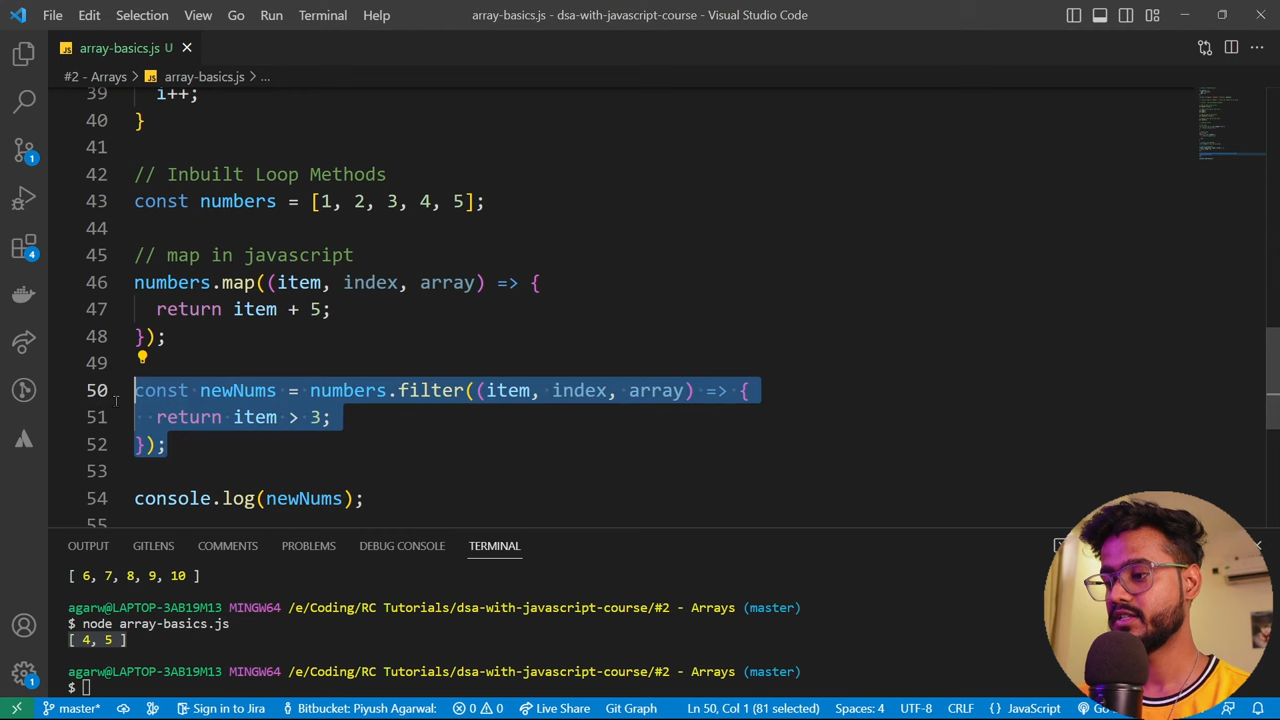 File Edit Selection View Go Run Terminal Help array-basics.js - dsa-with-javascript-course - Visual Studio Code
JS array-basics.js U
#2 - Arrays > JS array-basics.js > ...
39 i++;
40 }
41
42 // Inbuilt Loop Methods
43 const numbers = [1, 2, 3, 4, 5];
44
45 // map in javascript
46 numbers.map((item, index, array) => {
47 return item + 5;
48 });
49
50 const newNums = numbers.filter((item, index, array) => {
51 return item > 3;
52 });
53
54 console.log(newNums);
55
OUTPUT GITLENS COMMENTS PROBLEMS DEBUG CONSOLE TERMINAL
[ 6, 7, 8, 9, 10 ]
agarw@LAPTOP-3AB19M13 MINGW64 /e/Coding/RC Tutorials/dsa-with-javascript-course/#2 - Arrays (master)
$ node array-basics.js
[ 4, 5 ]
agarw@LAPTOP-3AB19M13 MINGW64 /e/Coding/RC Tutorials/dsa-with-javascript-course/#2 - Arrays (master)
$
1
4
1
master* Sign in to Jira Bitbucket: Piyush Agarwal: 0 0 Live Share Git Graph Ln 50, Col 1 (81 selected) Spaces: 4 UTF-8 CRLF JavaScript